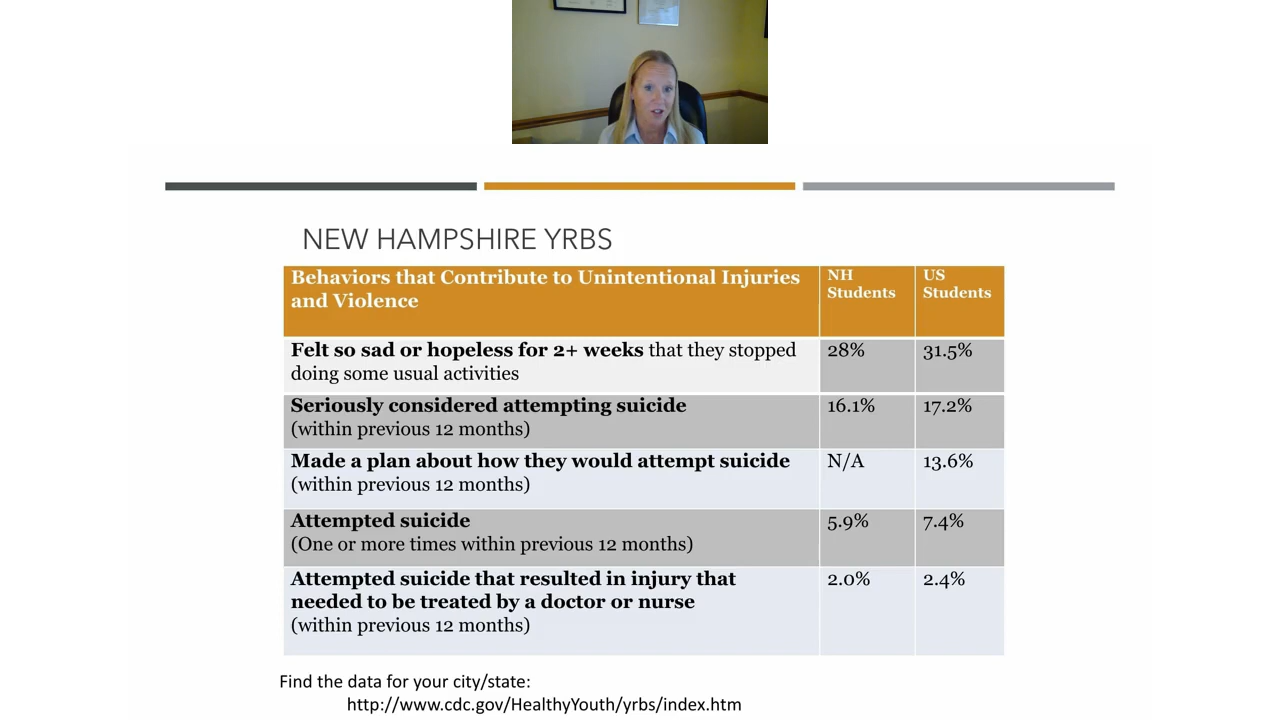 NEW HAMPSHIRE YRBS
Behaviors that Contribute to Unintentional Injuries
and Violence
NH
Students
US
Students
Felt so sad or hopeless for 2+ weeks that they stopped
doing some usual activities
28%
31.5%
Seriously considered attempting suicide
(within previous 12 months)
16.1%
17.2%
Made a plan about how they would attempt suicide
(within previous 12 months)
N/A
13.6%
Attempted suicide
(One or more times within previous 12 months)
5.9%
7.4%
Attempted suicide that resulted in injury that
needed to be treated by a doctor or nurse
(within previous 12 months)
2.0%
2.4%
Find the data for your city/state:
http://www.cdc.gov/HealthyYouth/yrbs/index.htm